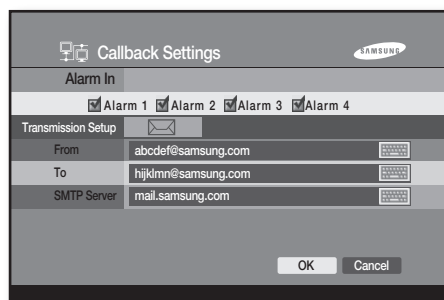 Callback Settings
SAMSUNG
Alarm In
Alarm 1 Alarm 2 Alarm 3 Alarm 4
Transmission Setup
From abcdef@samsung.com
To hijklmn@samsung.com
SMTP Server mail.samsung.com
OK Cancel